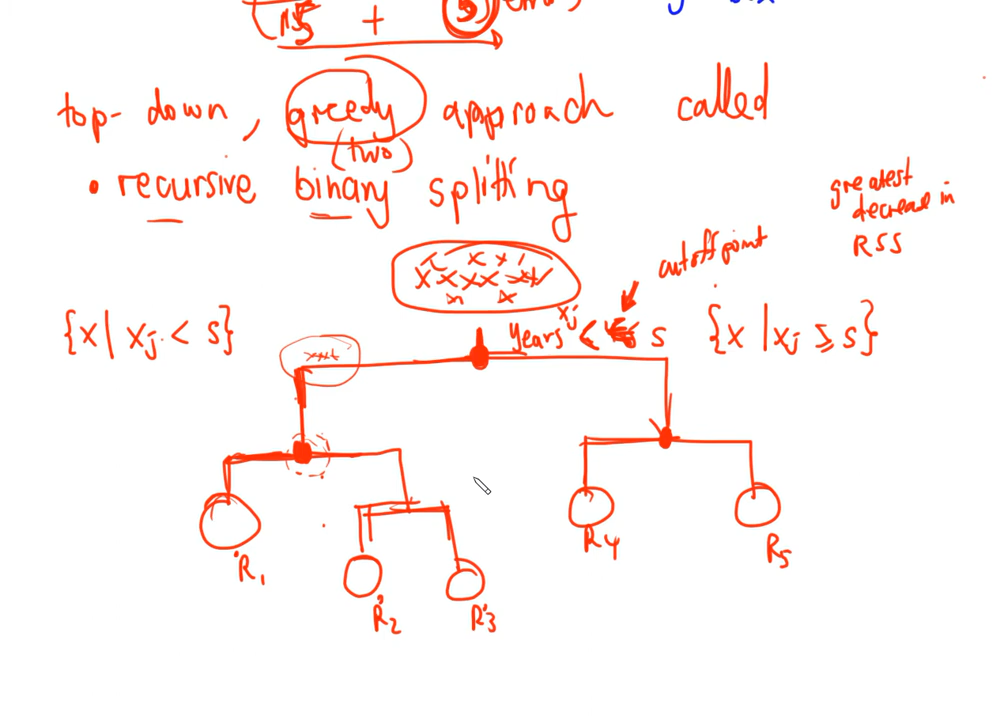 top-down, greedy approach called
(two)
• recursive binary splitting
greatest
decrease in
RSS
cutoff point
x x x x
{x | xj < s}
years xj < s
{x | xj ≥ s}
R1
R2
R3
R4
R5